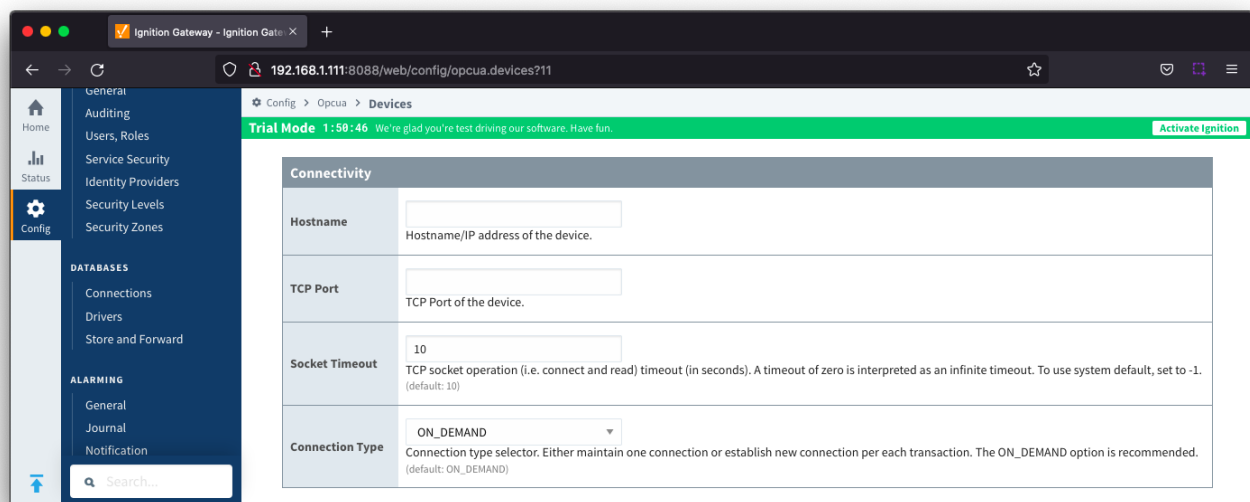 Ignition Gateway - Ignition Gate
192.168.1.111:8088/web/config/opcua.devices?11
Home
Status
Config
General
Auditing
Users, Roles
Service Security
Identity Providers
Security Levels
Security Zones
DATABASES
Connections
Drivers
Store and Forward
ALARMING
General
Journal
Notification
Search...
Config > Opcua > Devices
Trial Mode 1:50:46 We're glad you're test driving our software. Have fun.
Activate Ignition
Connectivity
Hostname
Hostname/IP address of the device.
TCP Port
TCP Port of the device.
Socket Timeout
10
TCP socket operation (i.e. connect and read) timeout (in seconds). A timeout of zero is interpreted as an infinite timeout. To use system default, set to -1.
(default: 10)
Connection Type
ON_DEMAND
Connection type selector. Either maintain one connection or establish new connection per each transaction. The ON_DEMAND option is recommended.
(default: ON_DEMAND)